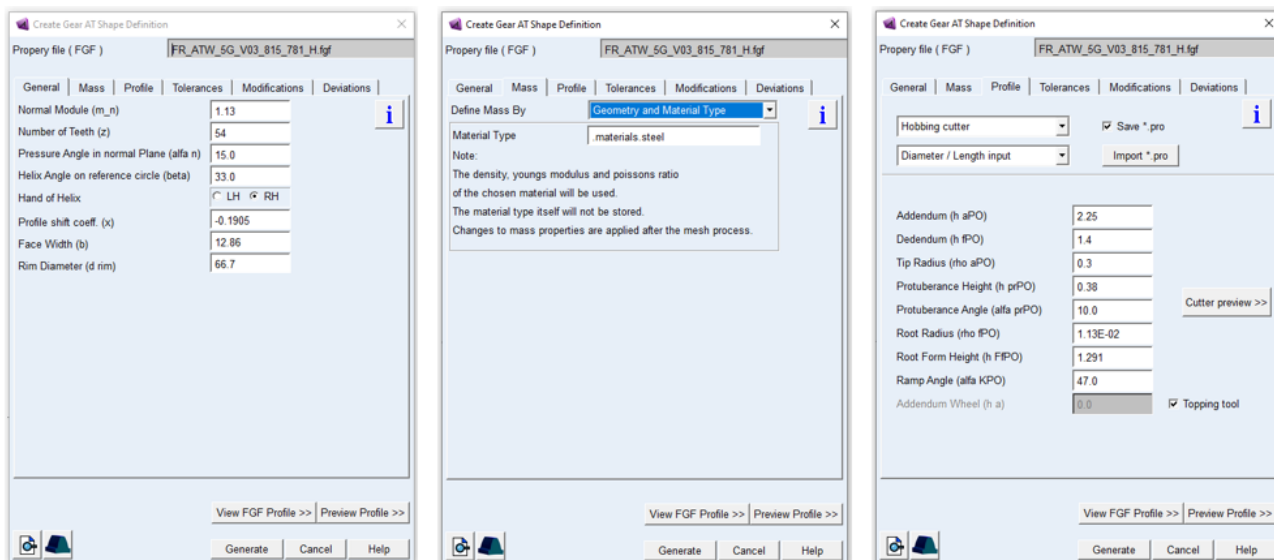 Create Gear AT Shape Definition
Propery file ( FGF )
FR_ATW_5G_V03_815_781_H.fgf
General
Mass
Profile
Tolerances
Modifications
Deviations
Normal Module (m_n)
1.13
i
Number of Teeth (z)
54
Pressure Angle in normal Plane (alfa n)
15.0
Helix Angle on reference circle (beta)
33.0
Hand of Helix
LH
RH
Profile shift coeff. (x)
-0.1905
Face Width (b)
12.86
Rim Diameter (d rim)
66.7
View FGF Profile >>
Preview Profile >>
Generate
Cancel
Help
Create Gear AT Shape Definition
Propery file ( FGF )
FR_ATW_5G_V03_815_781_H.fgf
General
Mass
Profile
Tolerances
Modifications
Deviations
Define Mass By
Geometry and Material Type
i
Material Type
.materials.steel
Note:
The density, youngs modulus and poissons ratio
of the chosen material will be used.
The material type itself will not be stored.
Changes to mass properties are applied after the mesh process.
View FGF Profile >>
Preview Profile >>
Generate
Cancel
Help
Create Gear AT Shape Definition
Propery file ( FGF )
FR_ATW_5G_V03_815_781_H.fgf
General
Mass
Profile
Tolerances
Modifications
Deviations
Hobbing cutter
Save *.pro
i
Diameter / Length input
Import *.pro
Addendum (h aPO)
2.25
Dedendum (h fPO)
1.4
Tip Radius (rho aPO)
0.3
Protuberance Height (h prPO)
0.38
Protuberance Angle (alfa prPO)
10.0
Cutter preview >>
Root Radius (rho fPO)
1.13E-02
Root Form Height (h FfPO)
1.291
Ramp Angle (alfa KPO)
47.0
Addendum Wheel (h a)
0.0
Topping tool
View FGF Profile >>
Preview Profile >>
Generate
Cancel
Help